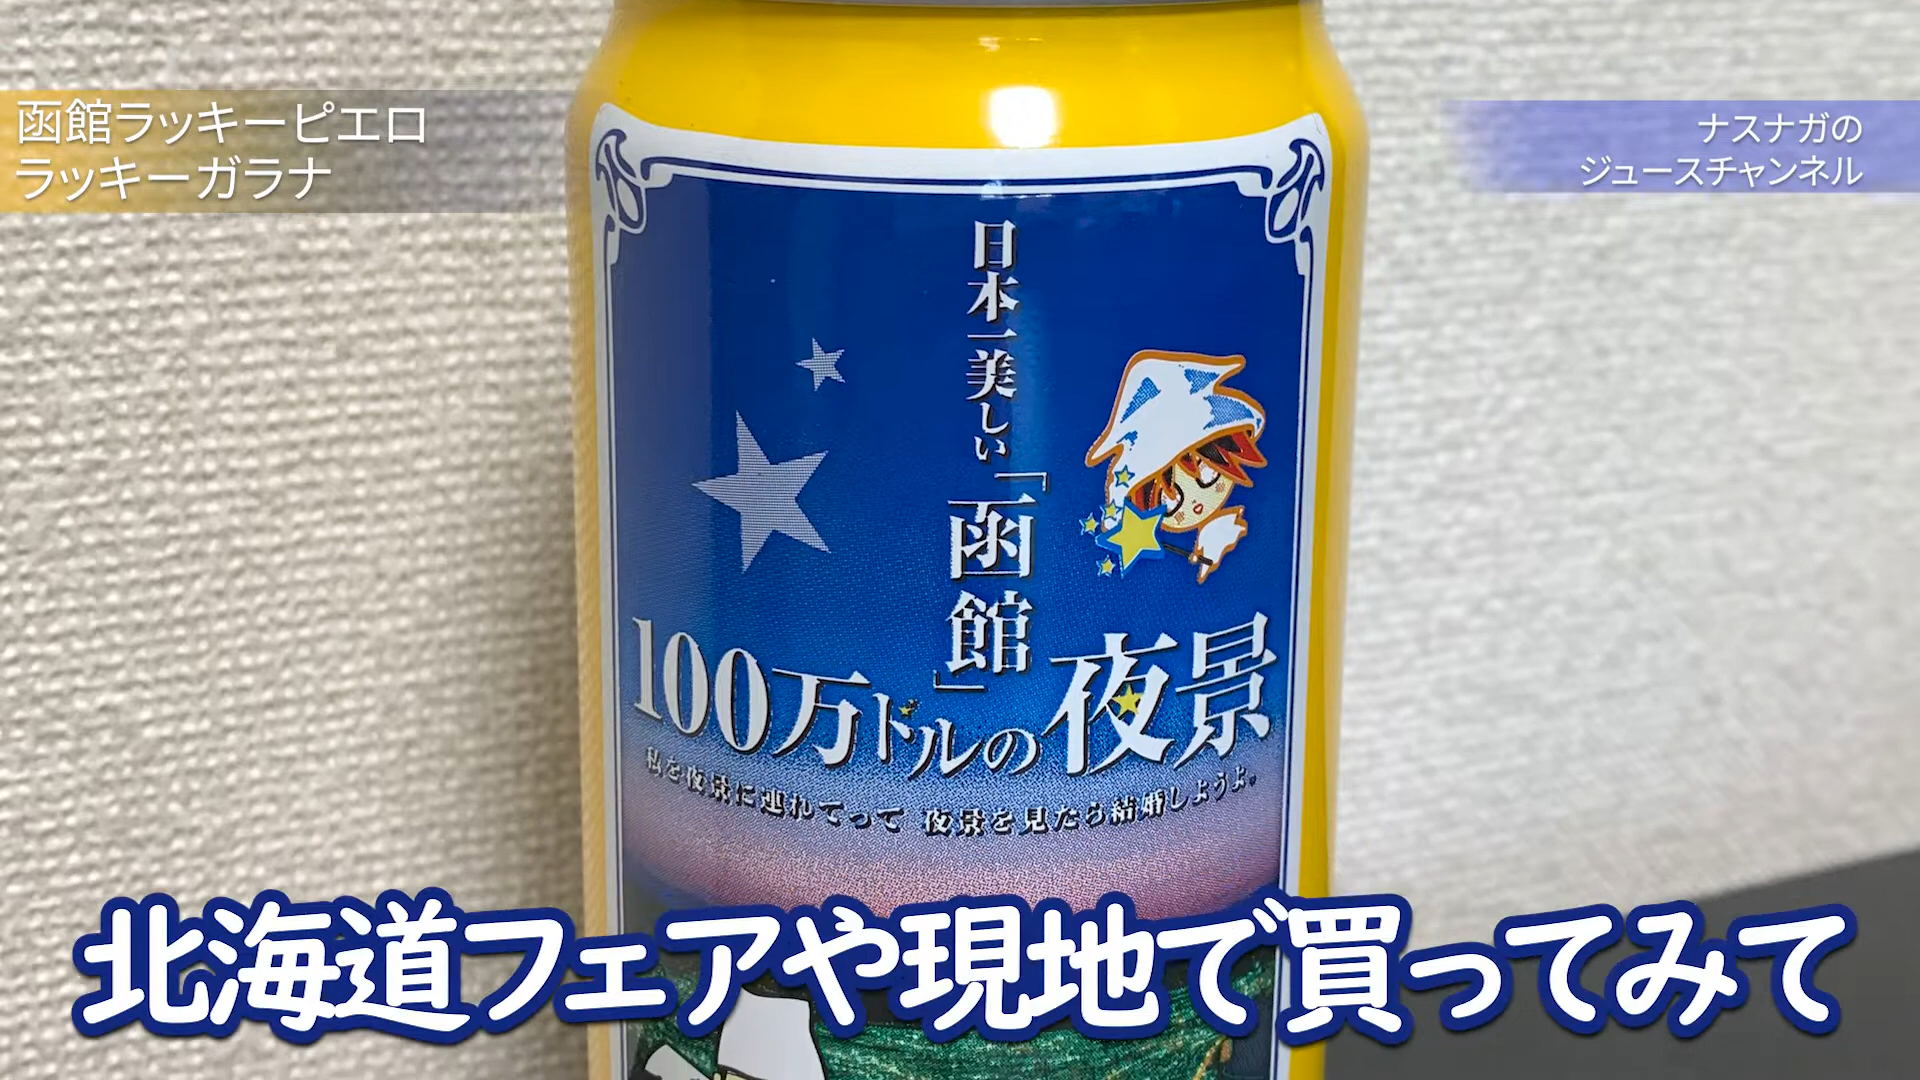 函館ラッキーピエロ
ラッキーガラナ
ナスナガの
ジュースチャンネル
日本一美しい「函館」
100万ドルの夜景
私を夜景に連れてって 夜景を見たら結婚しようよ。
北海道フェアや現地で買ってみて